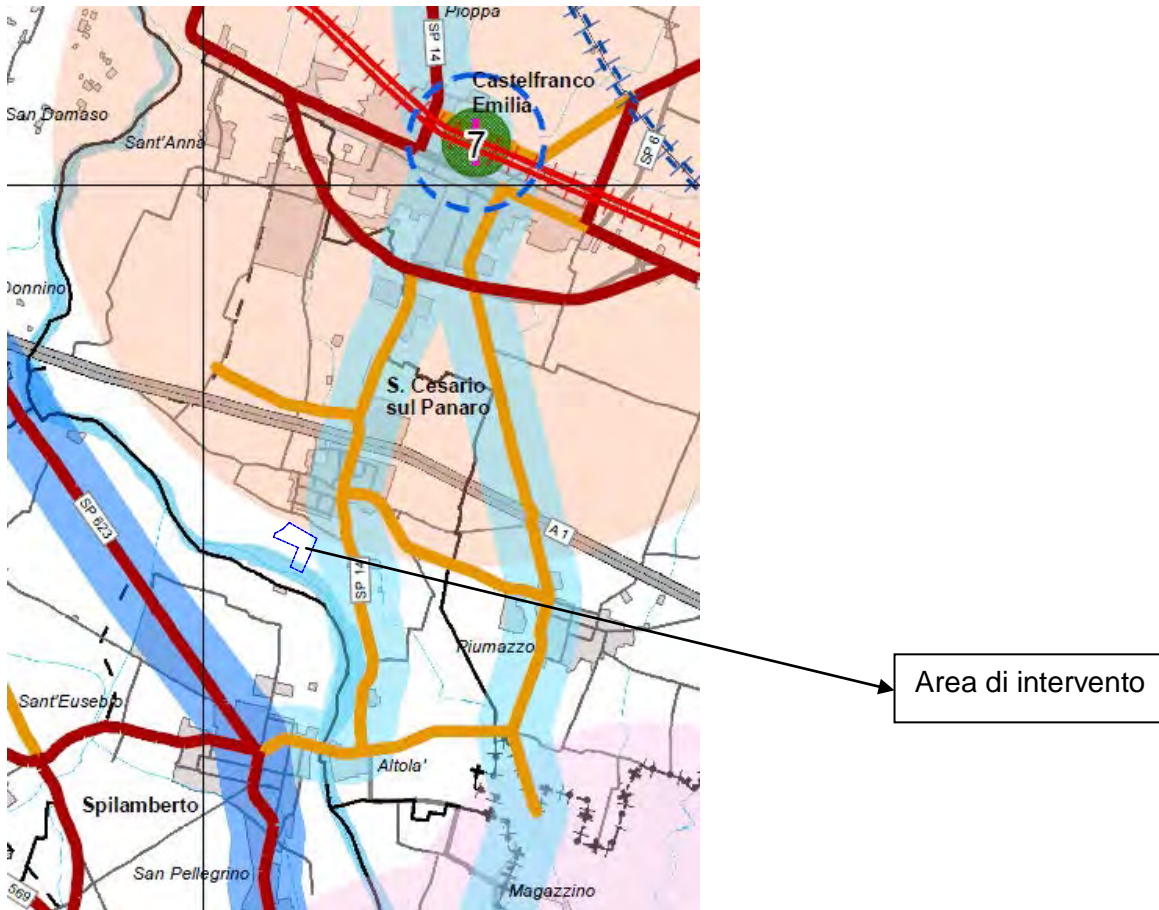 Pioppa
SP 14
Castelfranco
Emilia
San Damaso
Sant'Anna
7
SP 6
Donnino
S. Cesario
sul Panaro
SP 623
A 1
SP 14
Piumazzo
Area di intervento
Sant'Eusebio
Altola'
Spilamberto
San Pellegrino
569
Magazzino